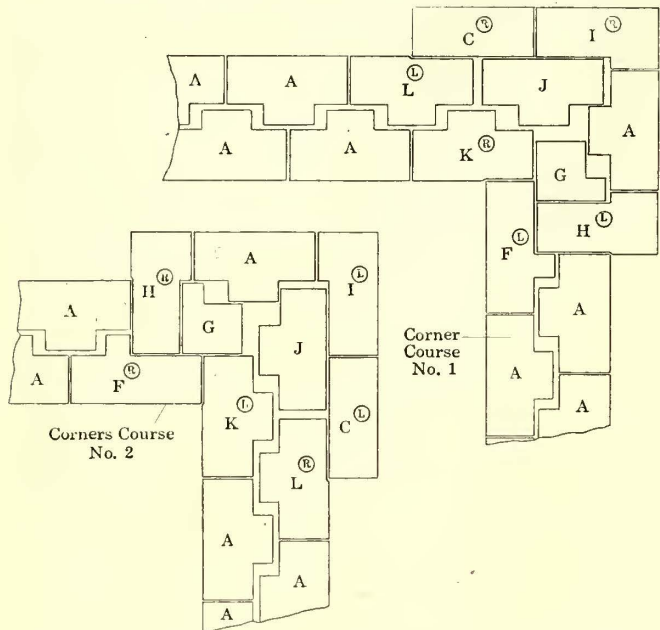 C Ⓡ I Ⓡ
A A L Ⓛ J
A A K Ⓡ A
G
H Ⓛ
F Ⓛ
A
Corner
Course
No. 1
A
A
H Ⓡ A I Ⓛ
A G
J
A F Ⓡ
K Ⓛ C Ⓛ
Corners Course
No. 2
L Ⓡ
A
A
A